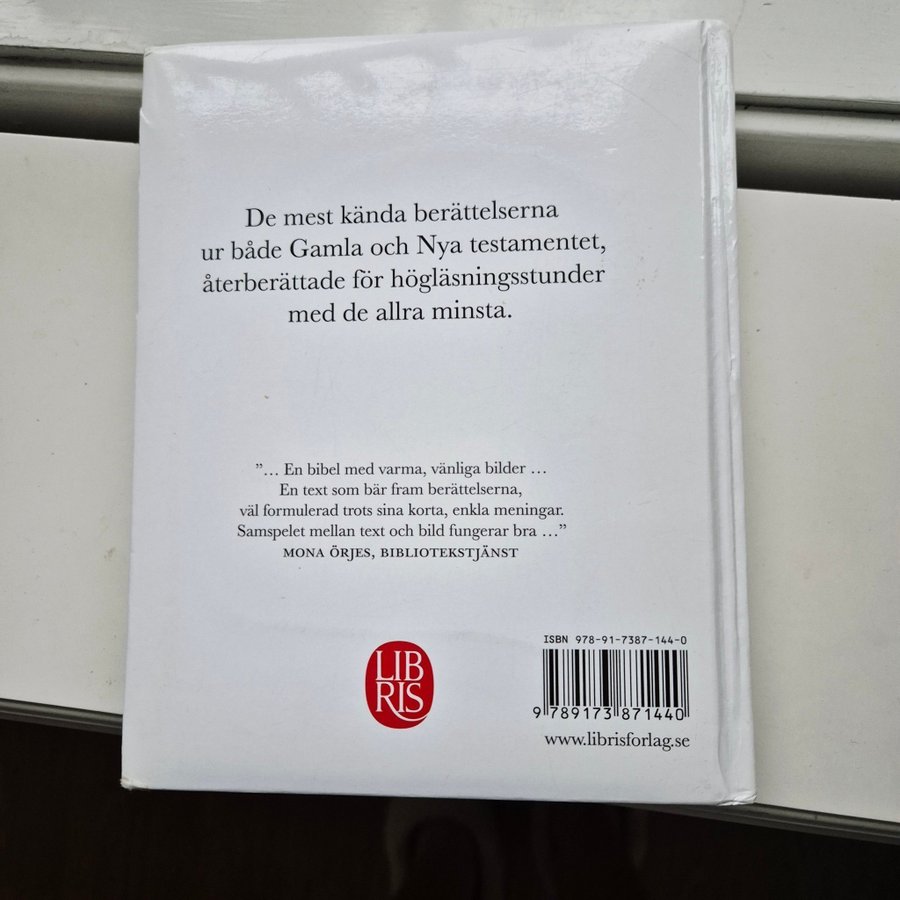 De mest kända berättelserna
ur både Gamla och Nya testamentet,
återberättade för högläsningsstunder
med de allra minsta.
”… En bibel med varma, vänliga bilder …
En text som bär fram berättelserna,
väl formulerad trots sina korta, enkla meningar.
Samspelet mellan text och bild fungerar bra …”
MONA ÖRJES, BIBLIOTEKSTJÄNST
LIB
RIS
ISBN 978-91-7387-144-0
9 789173 871440
www.librisforlag.se